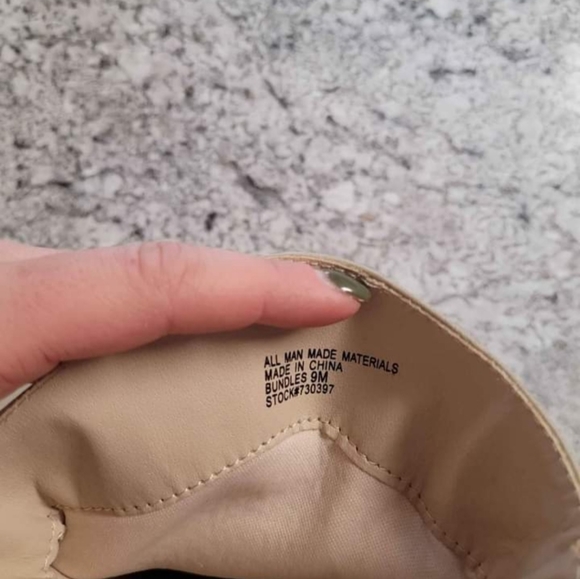 ALL MAN MADE MATERIALS
MADE IN CHINA
BUNDLES 9M
STOCK#730397